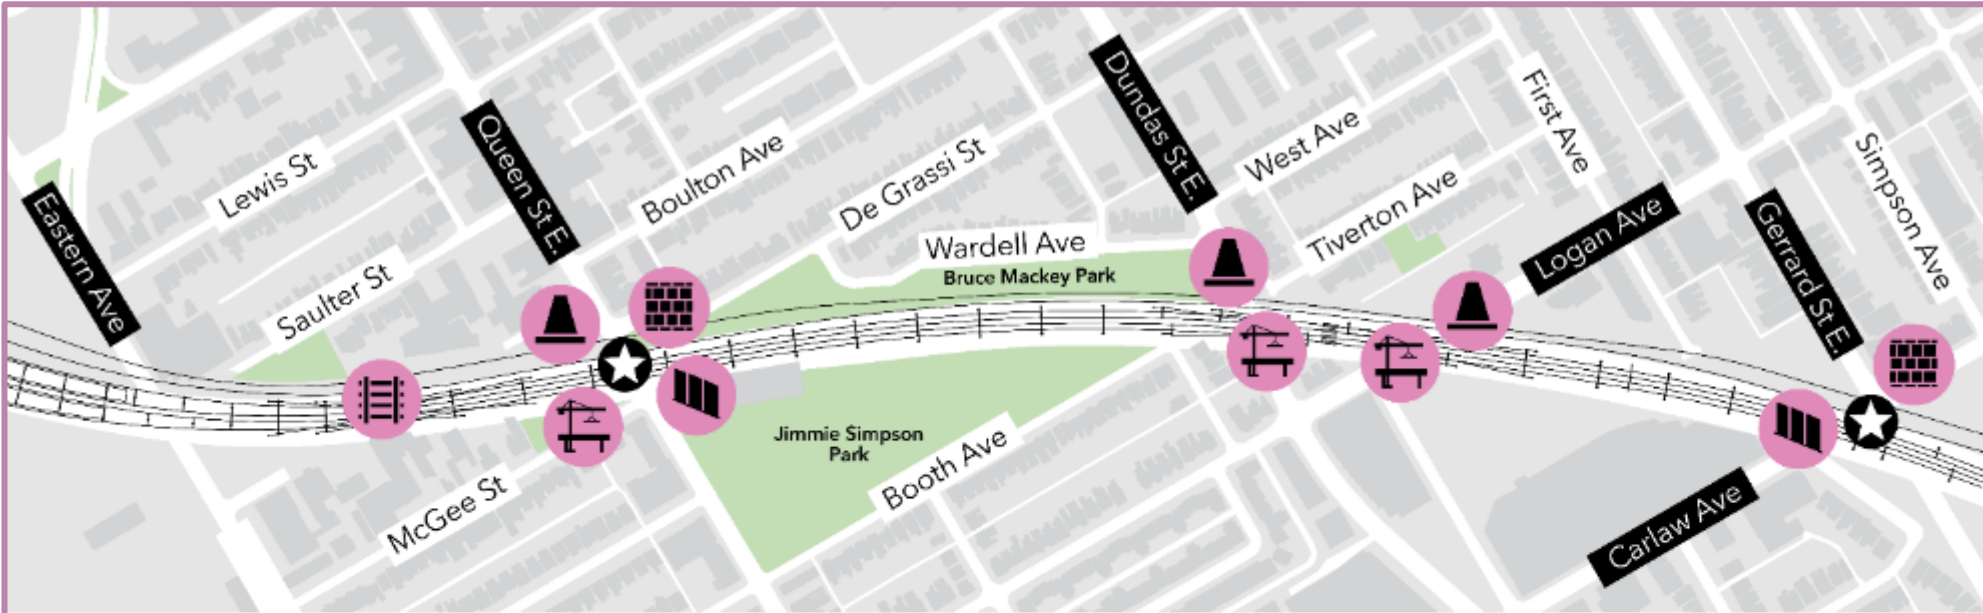 Eastern Ave
Lewis St
Saulter St
Queen St E.
McGee St
Boulton Ave
De Grassi St
Wardell Ave
Bruce Mackey Park
Jimmie Simpson
Park
Booth Ave
Dundas St E.
West Ave
Tiverton Ave
First Ave
Logan Ave
Gerrard St E.
Simpson Ave
Carlaw Ave